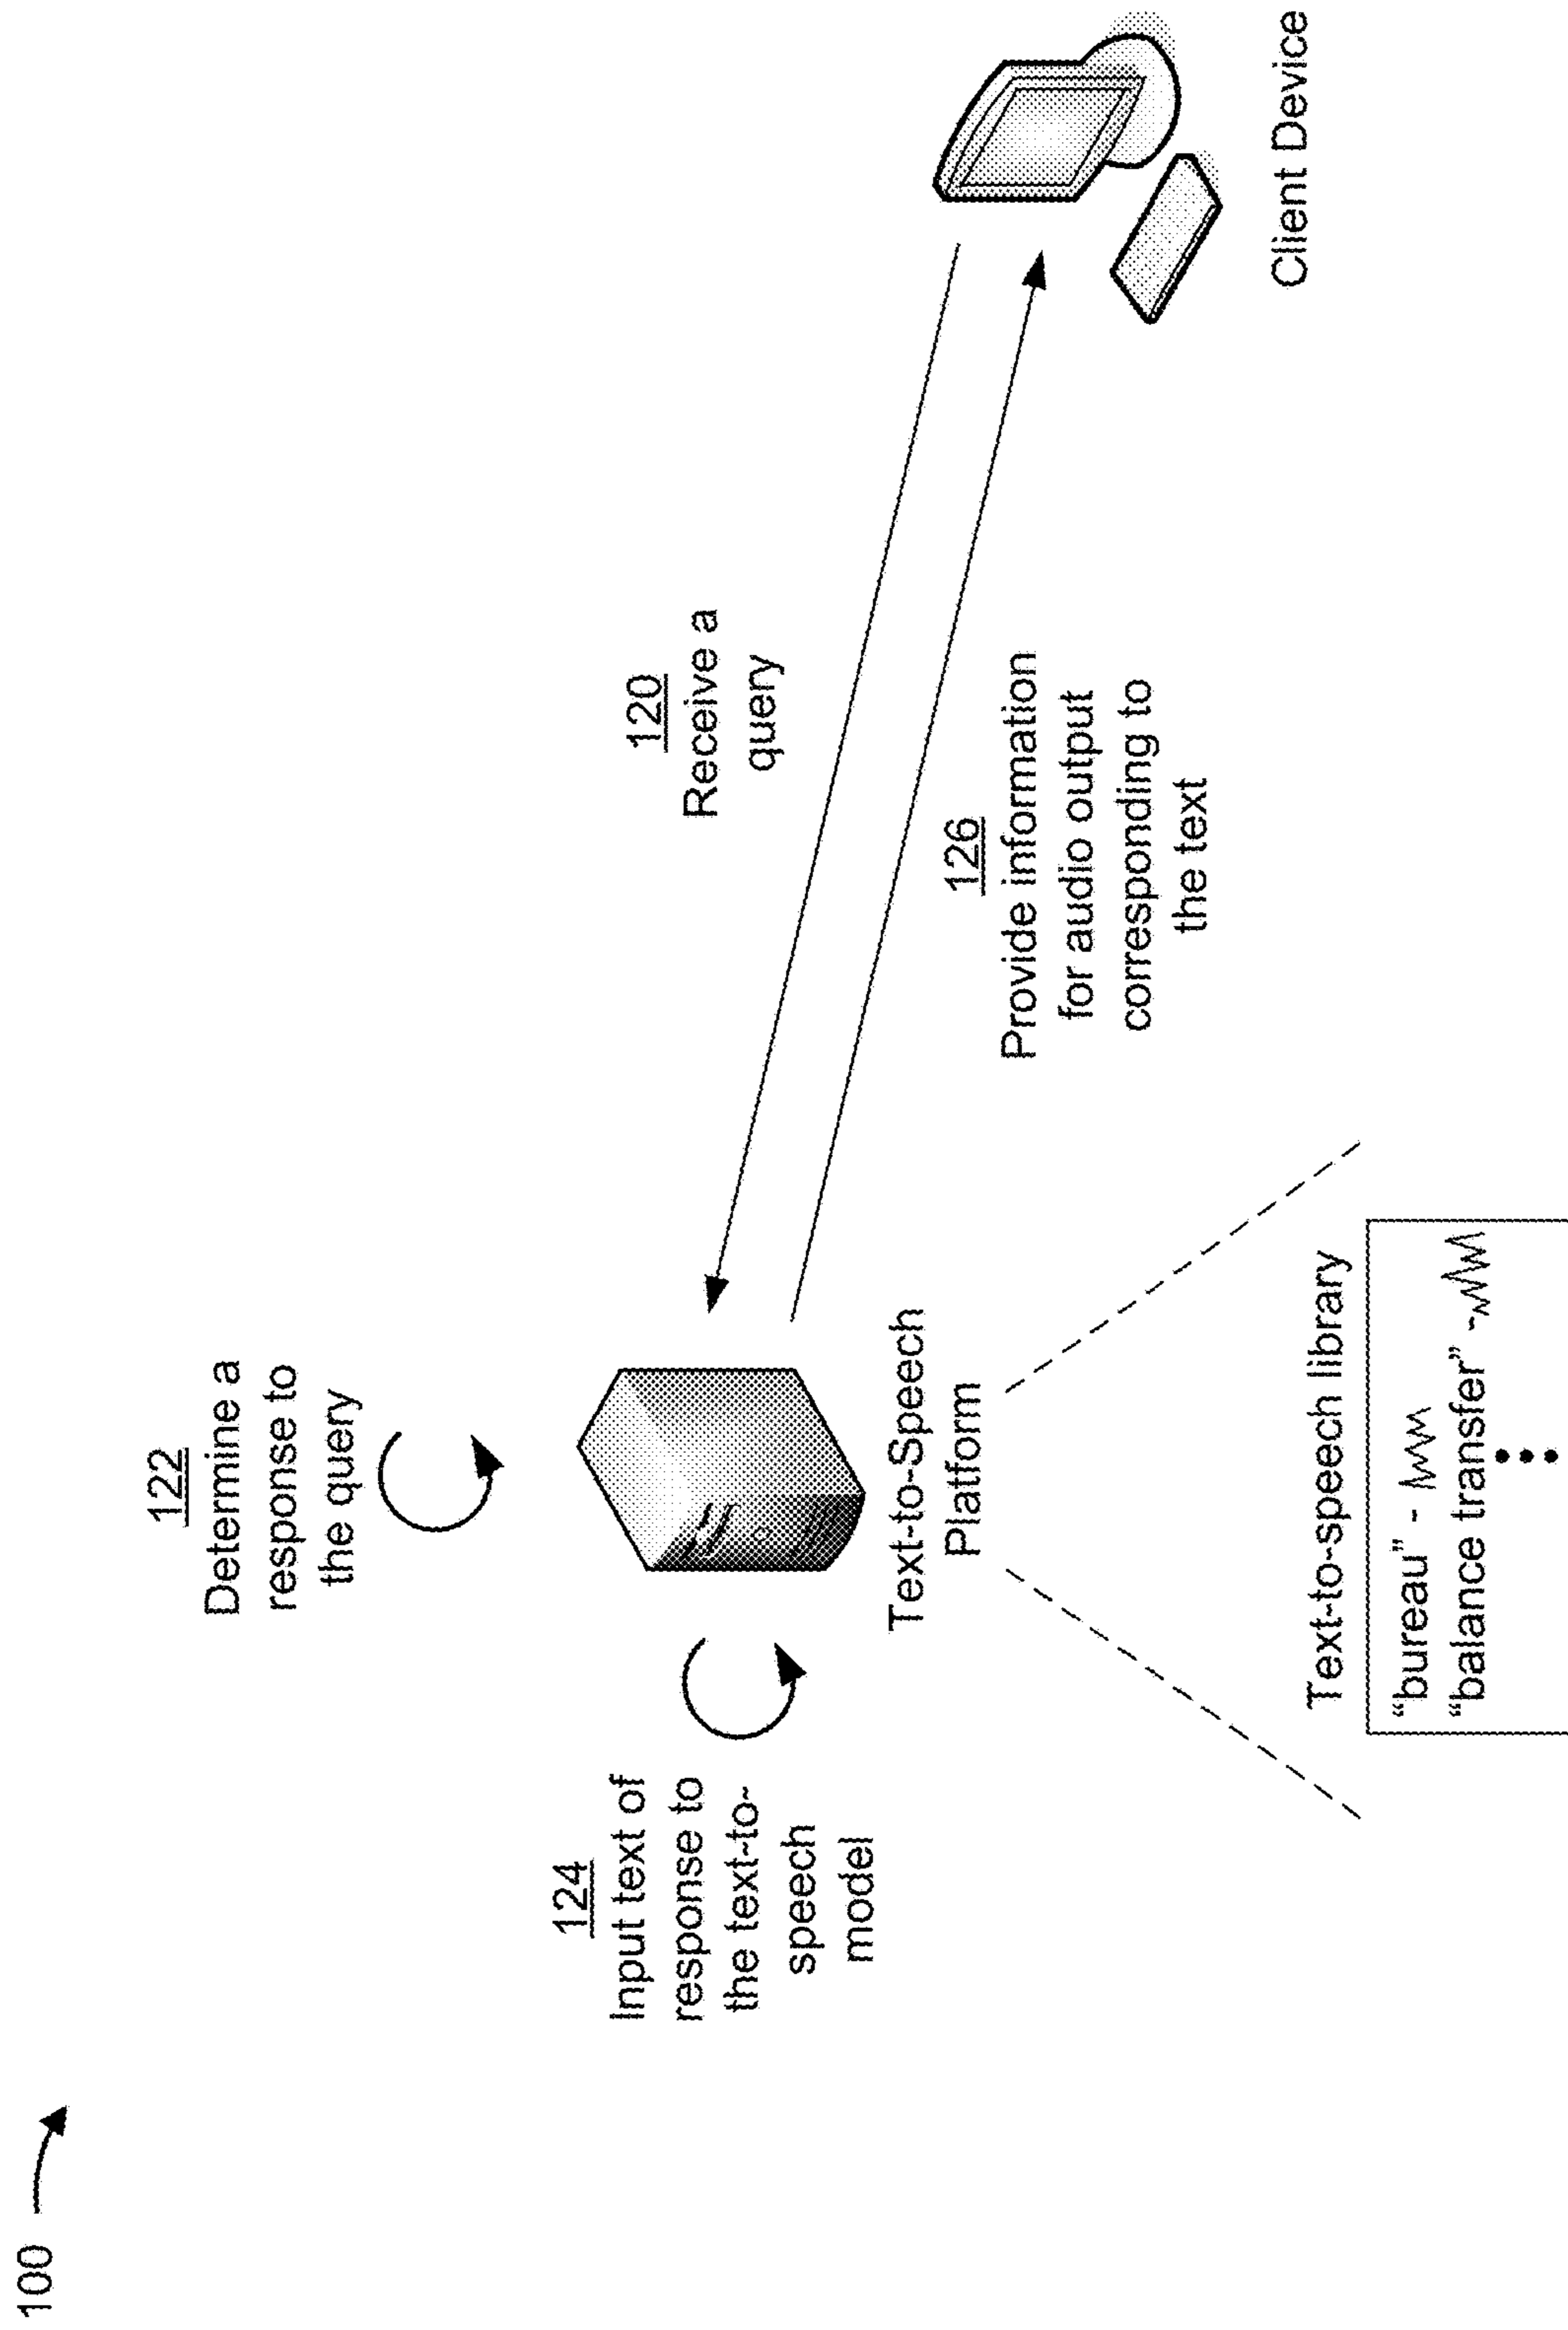 100
122
Determine a
response to
the query
124
Input text of
response to
the text-to-
speech
model
Text-to-Speech
Platform
120
Receive a
query
126
Provide information
for audio output
corresponding to
the text
Client Device
Text-to-speech library
“bureau” -
“balance transfer” -